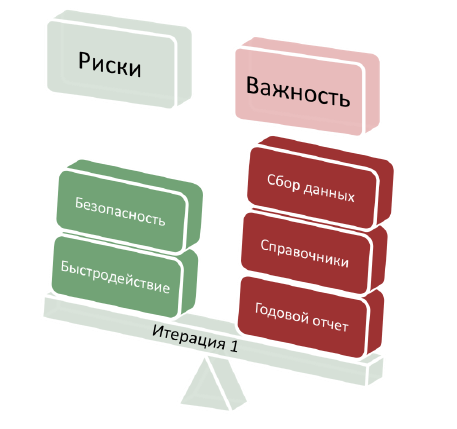 Риски
Важность
Безопасность
Быстродействие
Сбор данных
Справочники
Годовой отчет
Итерация 1